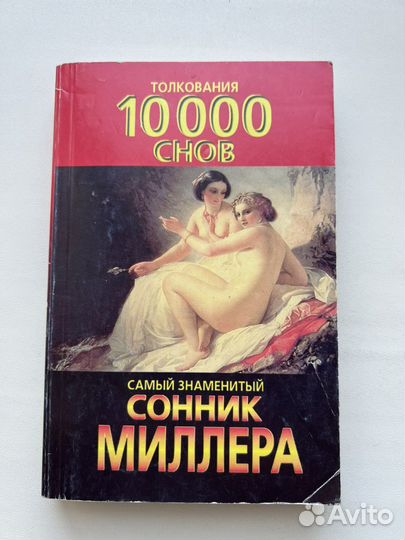 ТОЛКОВАНИЯ
10 000
СНОВ
САМЫЙ ЗНАМЕНИТЫЙ
СОННИК
МИЛЛЕРА
Avito